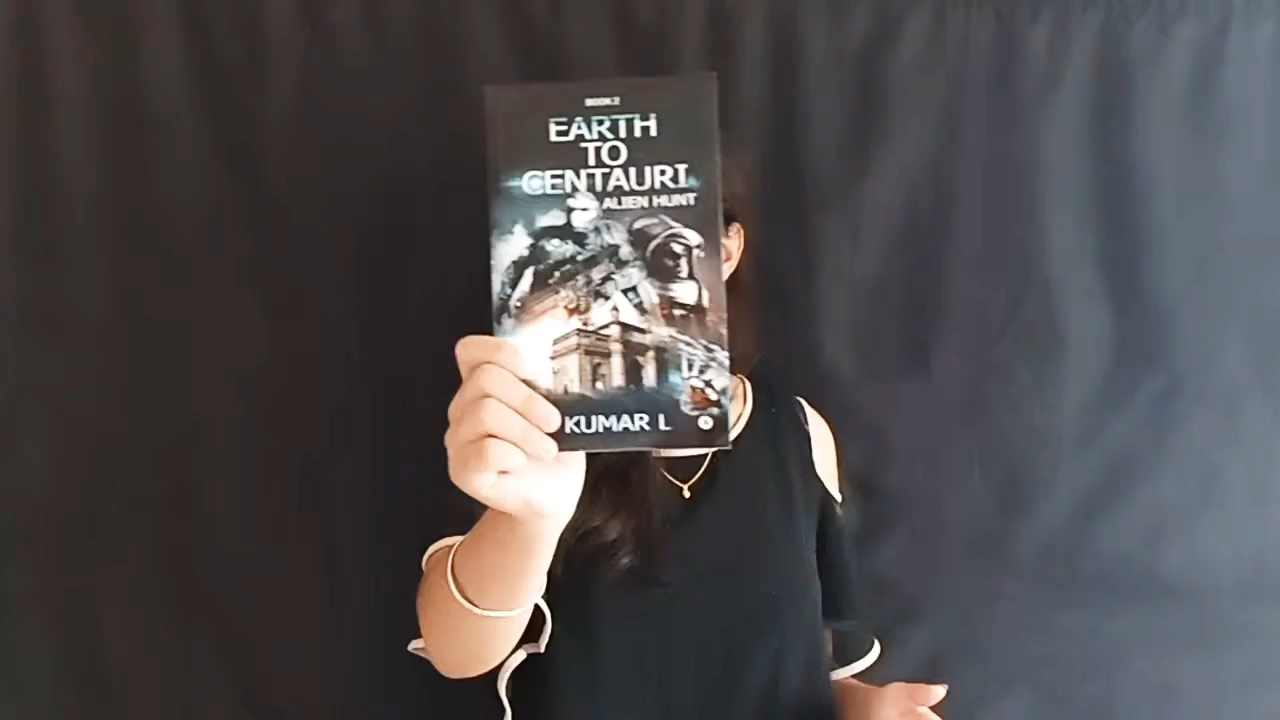 BOOK 2
EARTH
TO
CENTAURI
ALIEN HUNT
KUMAR L